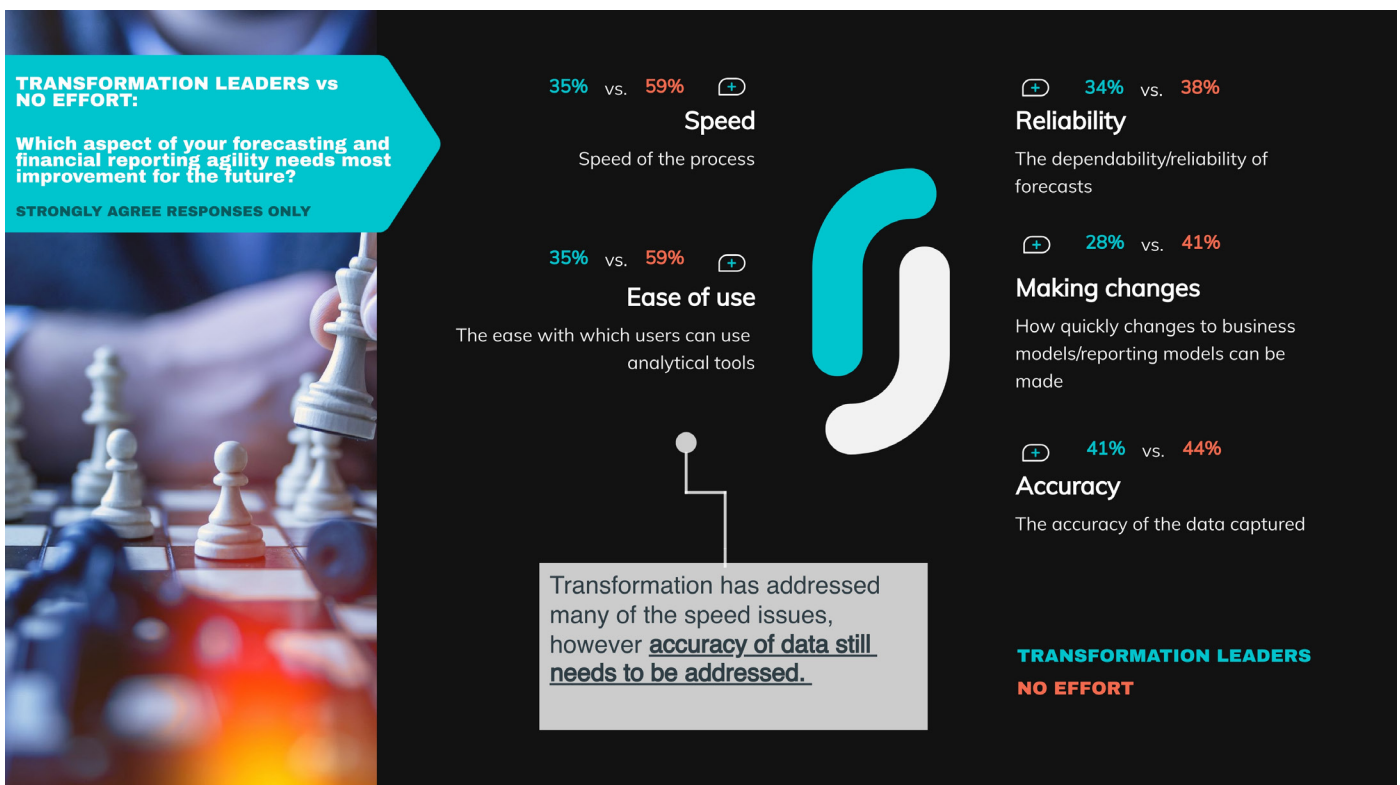 TRANSFORMATION LEADERS vs
NO EFFORT:
Which aspect of your forecasting and
financial reporting agility needs most
improvement for the future?
STRONGLY AGREE RESPONSES ONLY
35% vs. 59%
Speed
Speed of the process
35% vs. 59%
Ease of use
The ease with which users can use
analytical tools
Transformation has addressed
many of the speed issues,
however accuracy of data still
needs to be addressed.
34% vs. 38%
Reliability
The dependability/reliability of
forecasts
28% vs. 41%
Making changes
How quickly changes to business
models/reporting models can be
made
41% vs. 44%
Accuracy
The accuracy of the data captured
TRANSFORMATION LEADERS
NO EFFORT